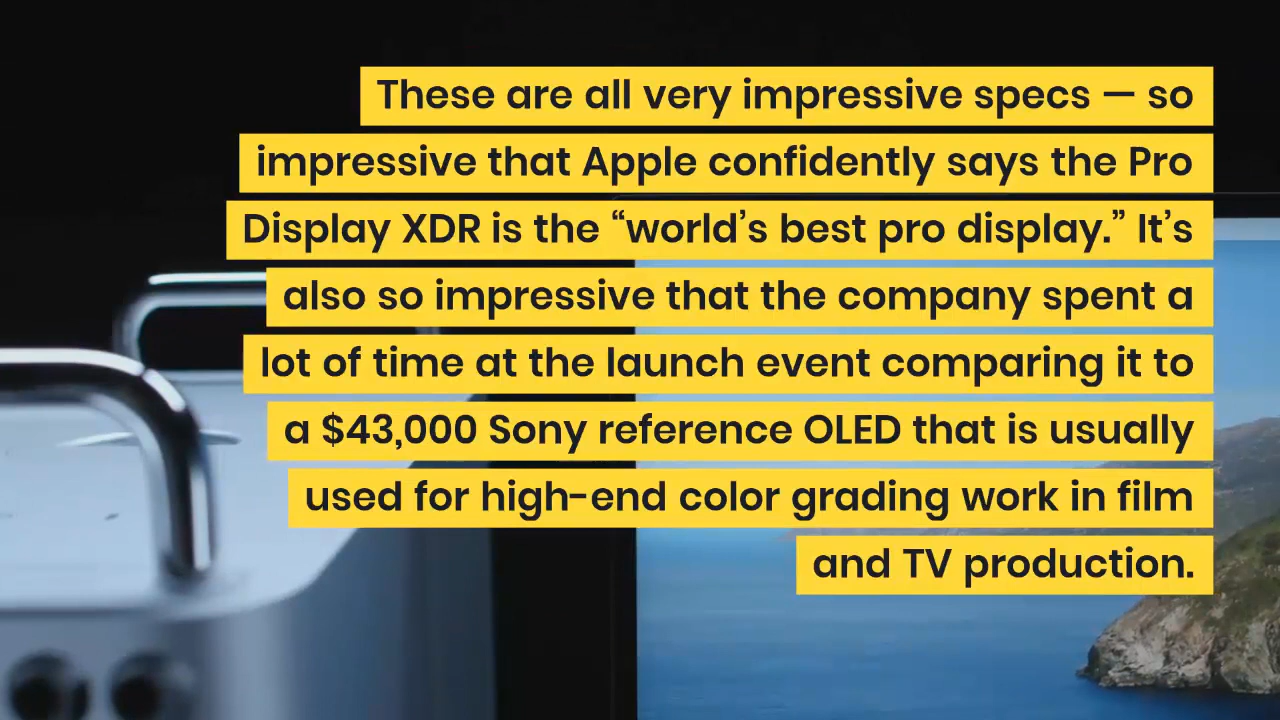 These are all very impressive specs — so
impressive that Apple confidently says the Pro
Display XDR is the “world’s best pro display.” It’s
also so impressive that the company spent a
lot of time at the launch event comparing it to
a $43,000 Sony reference OLED that is usually
used for high-end color grading work in film
and TV production.